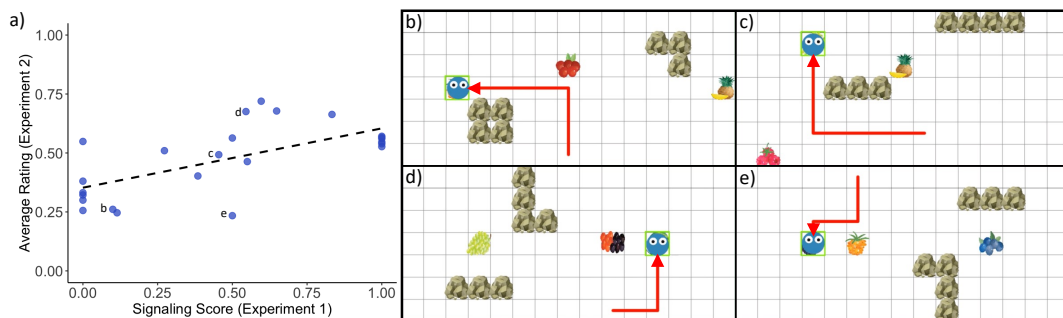 a)
1.00
0.75
0.50
0.25
0.00
Average Rating (Experiment 2)
d
c
b
e
0.00 0.25 0.50 0.75 1.00
Signaling Score (Experiment 1)
b)
c)
d)
e)